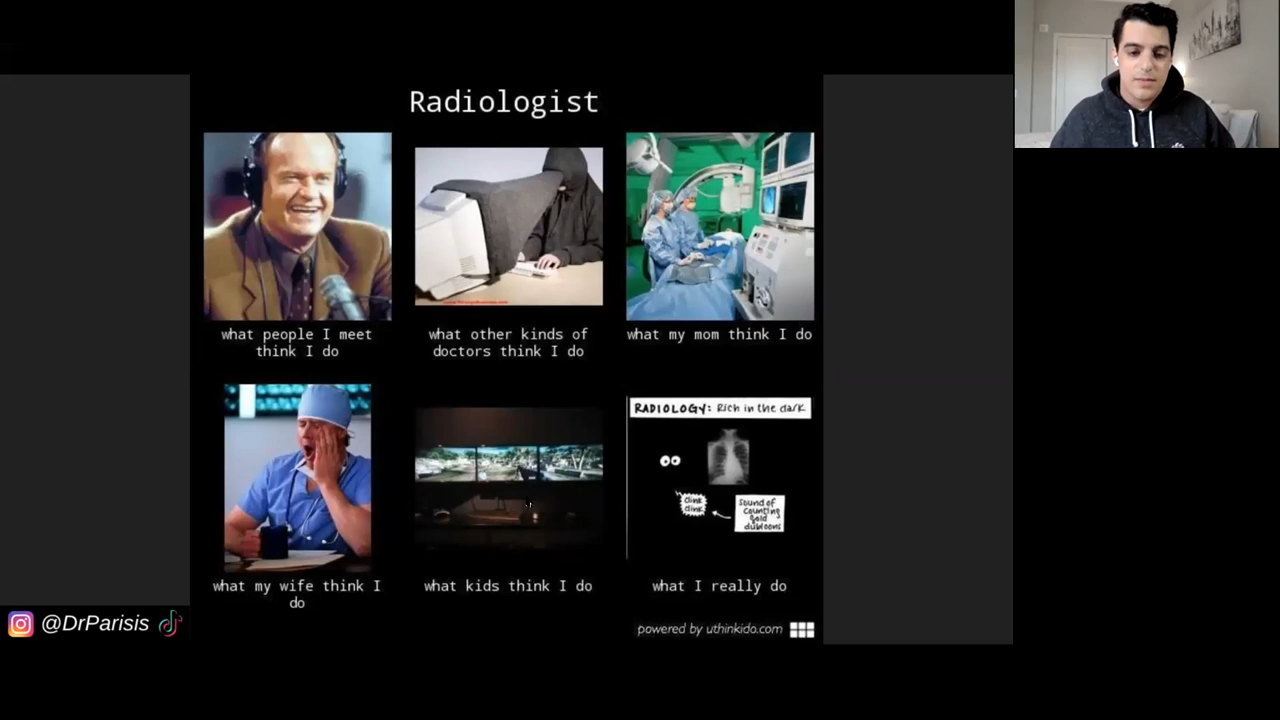 Radiologist
what people I meet
think I do
what other kinds of
doctors think I do
what my mom think I do
RADIOLOGY: Rich in the dark
clink
clink
Sound of
counting
gold
dubloons
what my wife think I
do
what kids think I do
what I really do
@DrParisis
powered by uthinkido.com